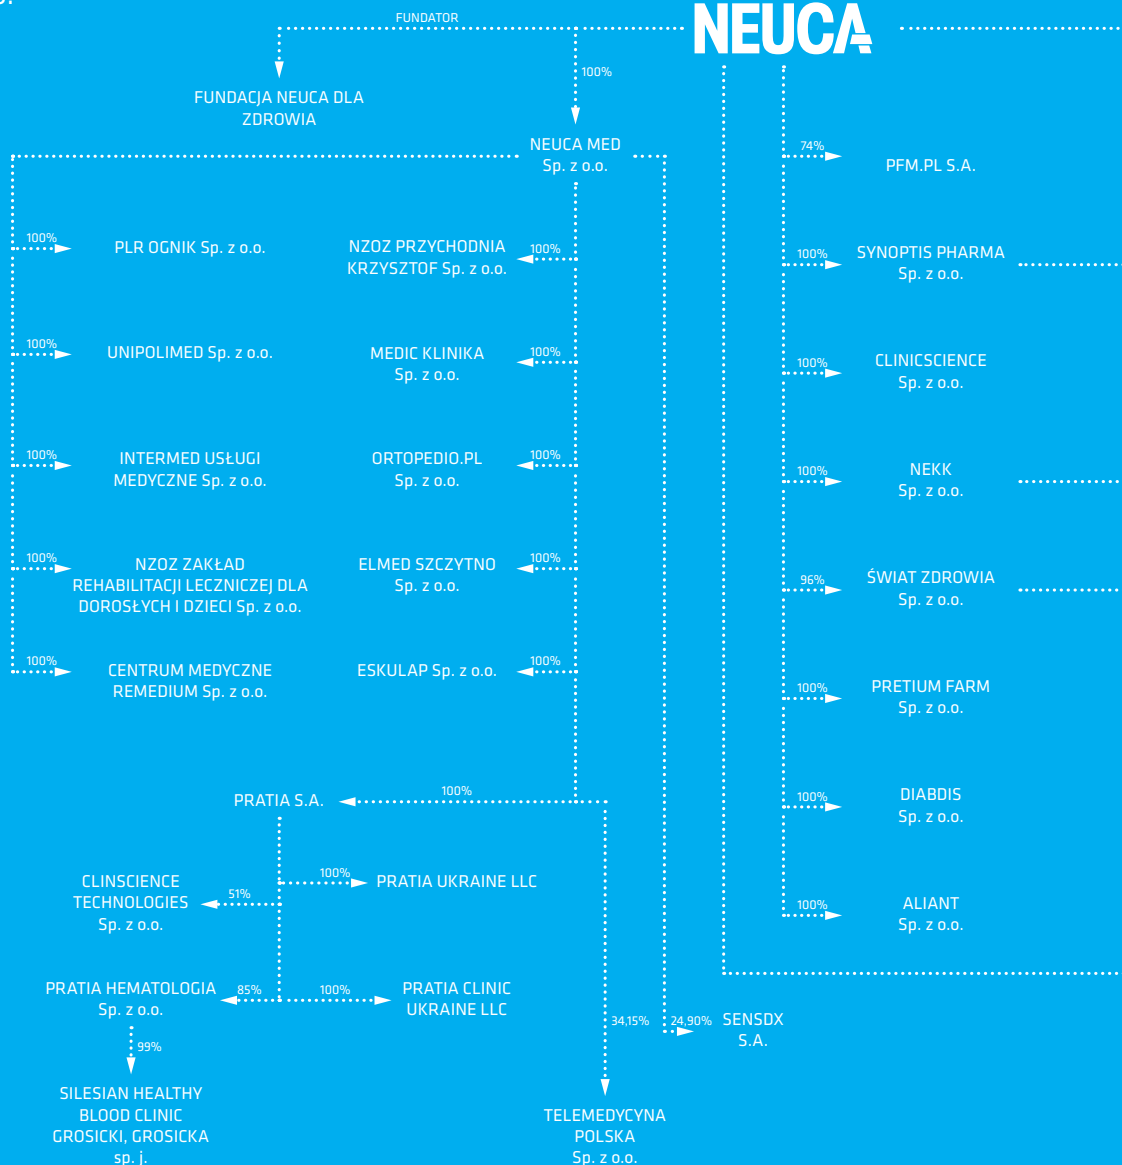 FUNDATOR
NEUCA
100%
FUNDACJA NEUCA DLA
ZDROWIA
NEUCA MED
Sp. z o.o.
74%
PFM.PL S.A.
100%
PLR OGNIK Sp. z o.o.
NZOZ PRZYCHODNIA
KRZYSZTOF Sp. z o.o.
100%
100%
SYNOPTIS PHARMA
Sp. z o.o.
100%
UNIPOLIMED Sp. z o.o.
MEDIC KLINIKA
Sp. z o.o.
100%
100%
CLINICSCIENCE
Sp. z o.o.
100%
INTERMED USŁUGI
MEDYCZNE Sp. z o.o.
ORTOPEDIO.PL
Sp. z o.o.
100%
100%
NEKK
Sp. z o.o.
100%
NZOZ ZAKŁAD
REHABILITACJI LECZNICZEJ DLA
DOROSŁYCH I DZIECI Sp. z o.o.
ELMED SZCZYTNO
Sp. z o.o.
100%
96%
ŚWIAT ZDROWIA
Sp. z o.o.
100%
CENTRUM MEDYCZNE
REMEDIUM Sp. z o.o.
ESKULAP Sp. z o.o.
100%
100%
PRETIUM FARM
Sp. z o.o.
PRATIA S.A.
100%
100%
DIABDIS
Sp. z o.o.
CLINSCIENCE
TECHNOLOGIES
Sp. z o.o.
51%
100%
PRATIA UKRAINE LLC
100%
ALIANT
Sp. z o.o.
PRATIA HEMATOLOGIA
Sp. z o.o.
85%
100%
PRATIA CLINIC
UKRAINE LLC
34,15%
24,90%
SENSDX
S.A.
99%
SILESIAN HEALTHY
BLOOD CLINIC
GROSICKI, GROSICKA
sp. j.
TELEMEDYCYNA
POLSKA
Sp. z o.o.